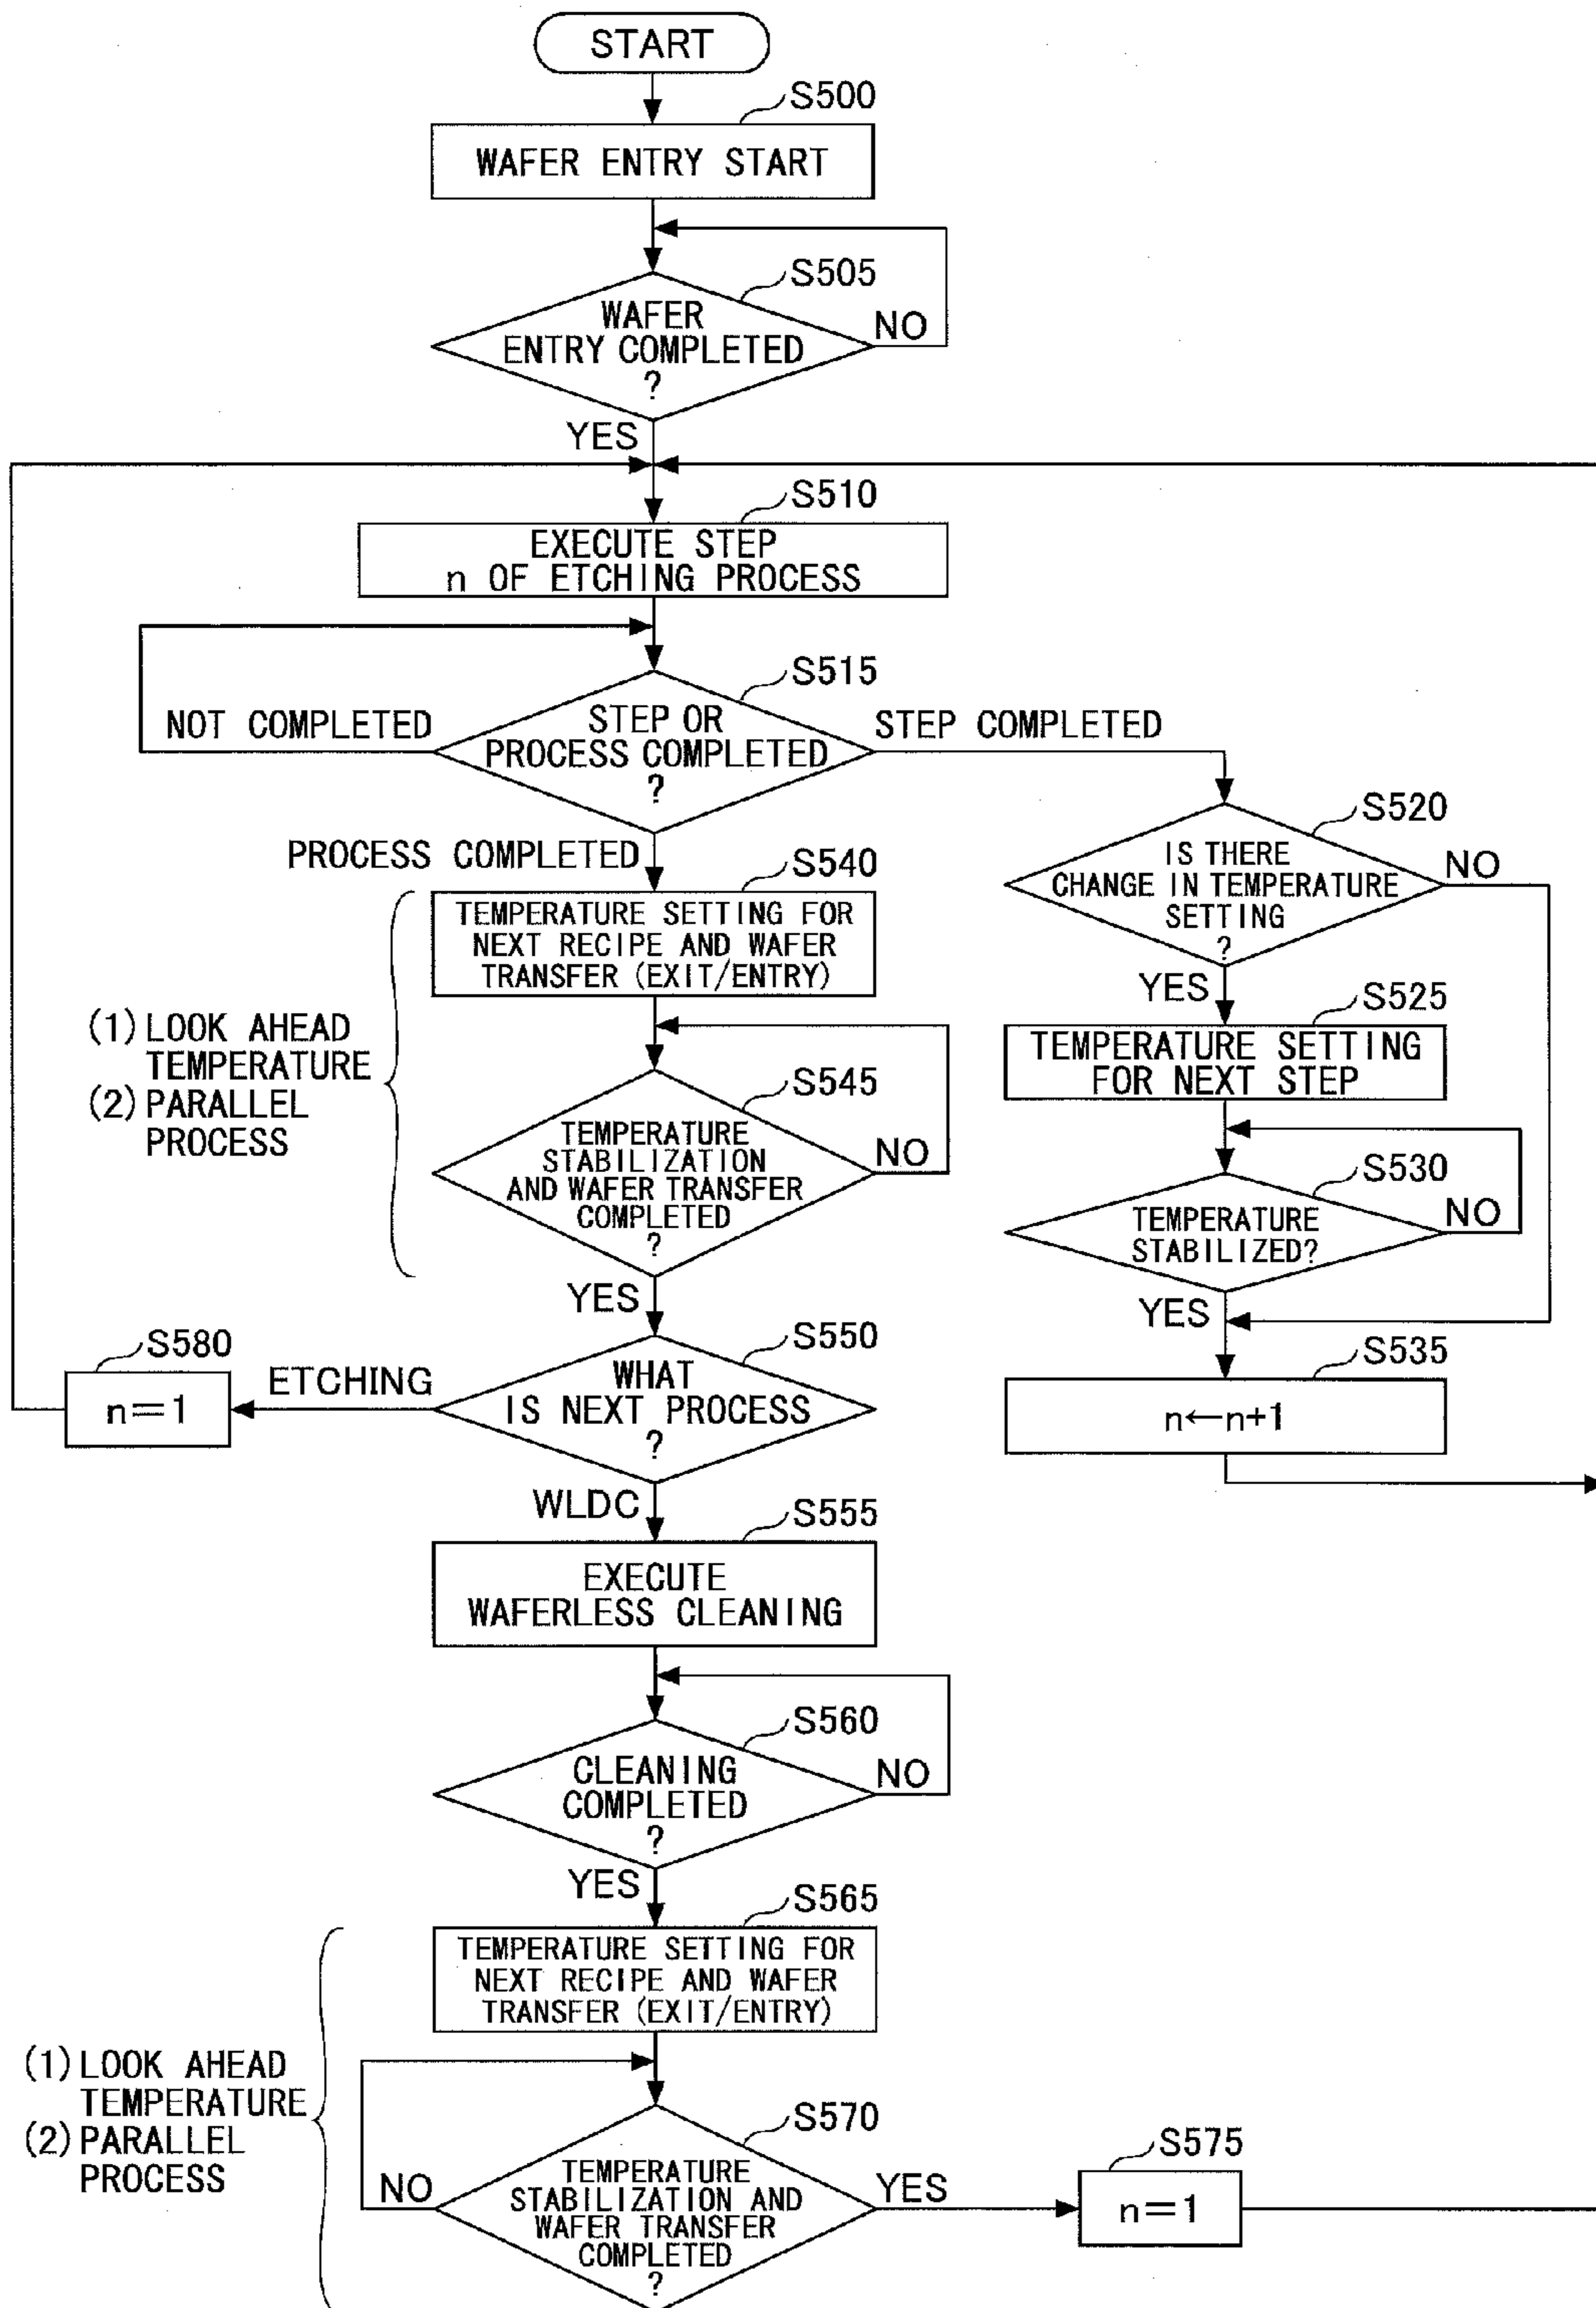 START
S500
WAFER ENTRY START
S505
WAFER
ENTRY COMPLETED
?
NO
YES
S510
EXECUTE STEP
n OF ETCHING PROCESS
S515
NOT COMPLETED
STEP OR
PROCESS COMPLETED
?
STEP COMPLETED
S520
IS THERE
CHANGE IN TEMPERATURE
SETTING
?
NO
YES
PROCESS COMPLETED
S540
TEMPERATURE SETTING FOR
NEXT RECIPE AND WAFER
TRANSFER (EXIT/ENTRY)
S525
TEMPERATURE SETTING
FOR NEXT STEP
(1) LOOK AHEAD
TEMPERATURE
(2) PARALLEL
PROCESS
S545
TEMPERATURE
STABILIZATION
AND WAFER TRANSFER
COMPLETED
?
NO
YES
S530
TEMPERATURE
STABILIZED?
NO
YES
S535
n←n+1
S550
WHAT
IS NEXT PROCESS
?
ETCHING
S580
n=1
WLDC
S555
EXECUTE
WAFERLESS CLEANING
S560
CLEANING
COMPLETED
?
NO
YES
S565
TEMPERATURE SETTING FOR
NEXT RECIPE AND WAFER
TRANSFER (EXIT/ENTRY)
(1) LOOK AHEAD
TEMPERATURE
(2) PARALLEL
PROCESS
S570
TEMPERATURE
STABILIZATION AND
WAFER TRANSFER
COMPLETED
?
NO
YES
S575
n=1